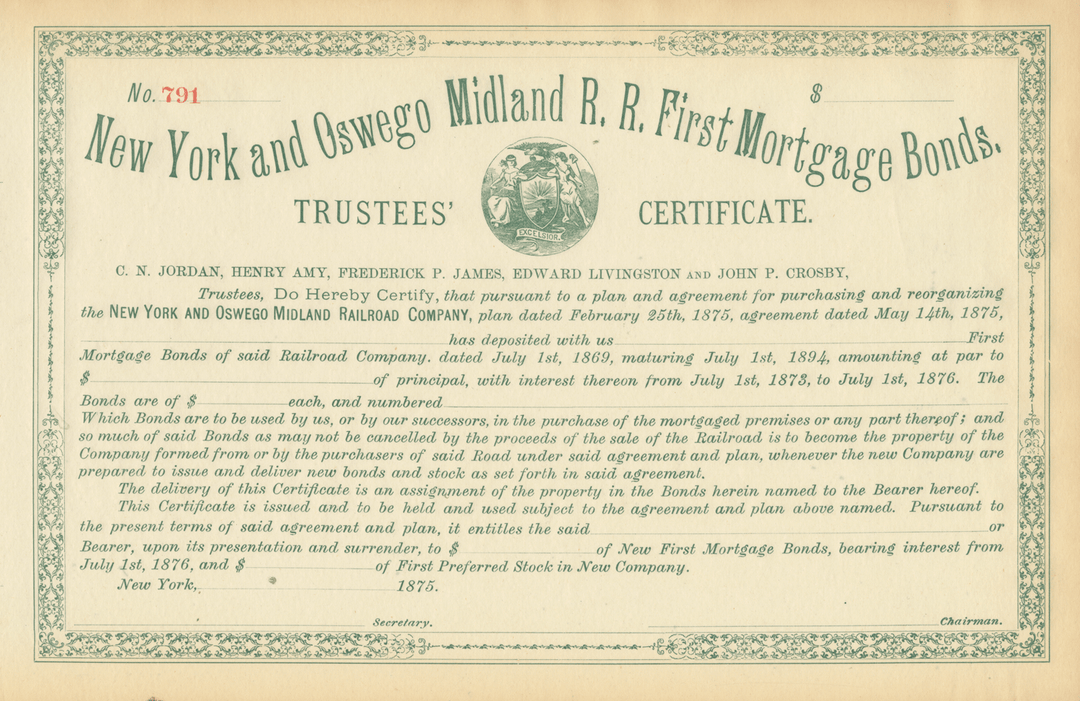 No. 791 $
New York and Oswego Midland R. R. First Mortgage Bonds.
TRUSTEES' CERTIFICATE.
EXCELSIOR.
C. N. JORDAN, HENRY AMY, FREDERICK P. JAMES, EDWARD LIVINGSTON AND JOHN P. CROSBY,
Trustees, Do Hereby Certify, that pursuant to a plan and agreement for purchasing and reorganizing
the NEW YORK AND OSWEGO MIDLAND RAILROAD COMPANY, plan dated February 25th, 1875, agreement dated May 14th, 1875,
has deposited with us First
Mortgage Bonds of said Railroad Company. dated July 1st, 1869, maturing July 1st, 1894, amounting at par to
$ of principal, with interest thereon from July 1st, 1873, to July 1st, 1876. The
Bonds are of $ each, and numbered
Which Bonds are to be used by us, or by our successors, in the purchase of the mortgaged premises or any part thereof; and
so much of said Bonds as may not be cancelled by the proceeds of the sale of the Railroad is to become the property of the
Company formed from or by the purchasers of said Road under said agreement and plan, whenever the new Company are
prepared to issue and deliver new bonds and stock as set forth in said agreement.
The delivery of this Certificate is an assignment of the property in the Bonds herein named to the Bearer hereof.
This Certificate is issued and to be held and used subject to the agreement and plan above named. Pursuant to
the present terms of said agreement and plan, it entitles the said or
Bearer, upon its presentation and surrender, to $ of New First Mortgage Bonds, bearing interest from
July 1st, 1876, and $ of First Preferred Stock in New Company.
New York, 1875.
Secretary. Chairman.